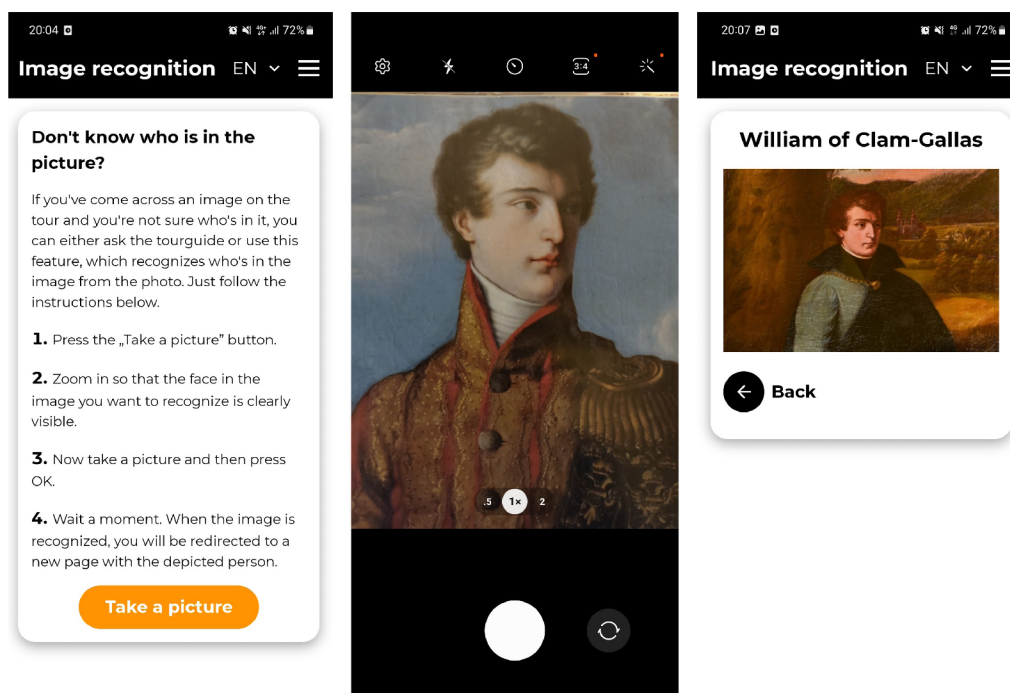 20:04
72%
Image recognition EN
Don't know who is in the
picture?
If you've come across an image on the
tour and you're not sure who's in it, you
can either ask the tourguide or use this
feature, which recognizes who's in the
image from the photo. Just follow the
instructions below.
1. Press the „Take a picture” button.
2. Zoom in so that the face in the
image you want to recognize is clearly
visible.
3. Now take a picture and then press
OK.
4. Wait a moment. When the image is
recognized, you will be redirected to a
new page with the depicted person.
Take a picture
3:4
.5 1× 2
20:07
72%
Image recognition EN
William of Clam-Gallas
Back